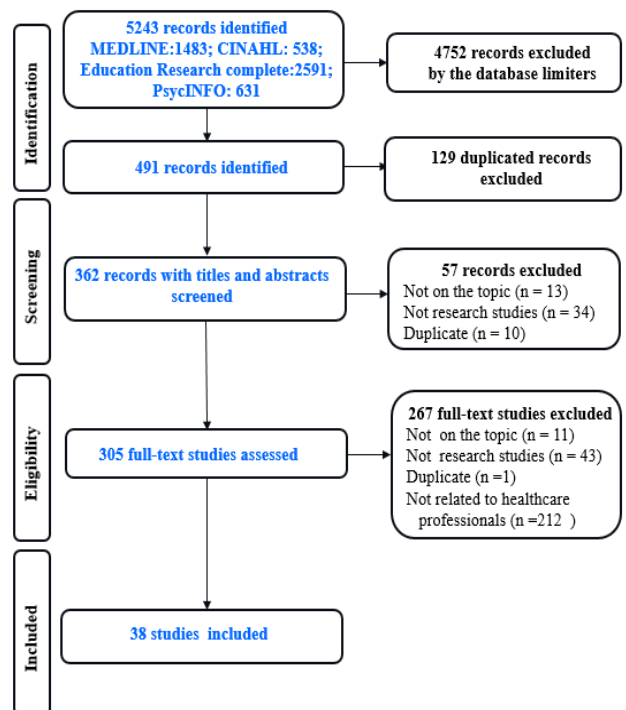 Identification
5243 records identified
MEDLINE:1483; CINAHL: 538;
Education Research complete:2591;
PsycINFO: 631
4752 records excluded
by the database limiters
491 records identified
129 duplicated records
excluded
Screening
362 records with titles and abstracts
screened
57 records excluded
Not on the topic (n = 13)
Not research studies (n = 34)
Duplicate (n = 10)
Eligibility
305 full-text studies assessed
267 full-text studies excluded
Not on the topic (n = 11)
Not research studies (n = 43)
Duplicate (n =1)
Not related to healthcare
professionals (n =212 )
Included
38 studies included